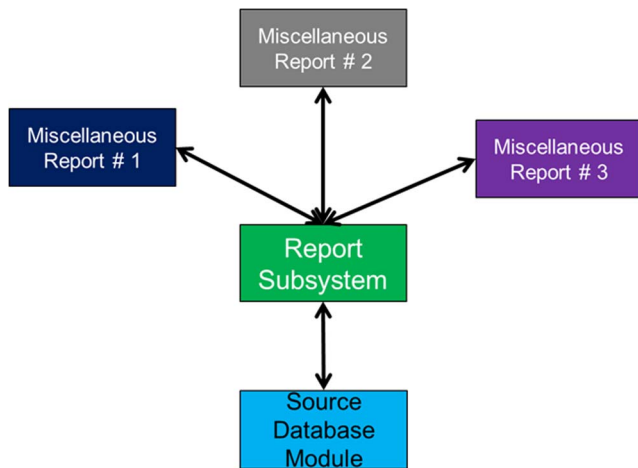 Miscellaneous
Report # 2
Miscellaneous
Report # 1
Miscellaneous
Report # 3
Report
Subsystem
Source
Database
Module